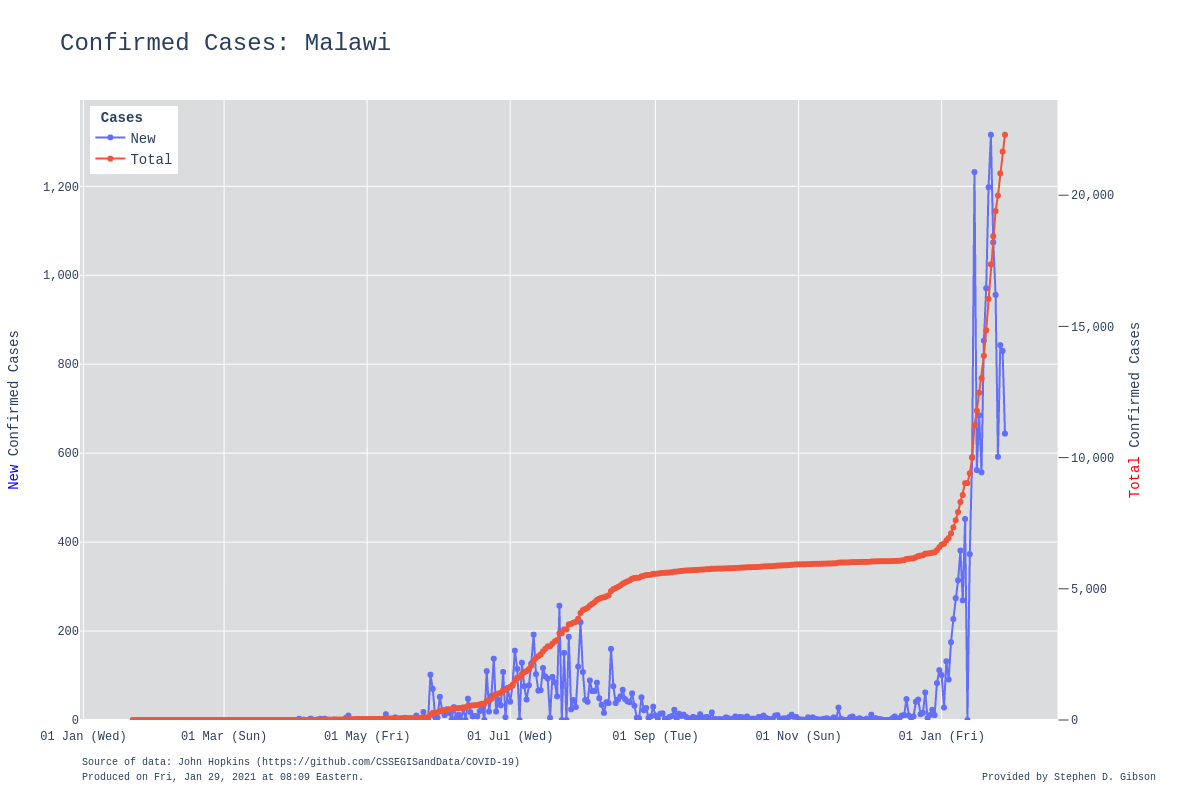 Confirmed Cases: Malawi
Cases
New
Total
1,200
1,000
800
600
400
200
0
20,000
15,000
10,000
5,000
0
New Confirmed Cases
Total Confirmed Cases
01 Jan (Wed)
01 Mar (Sun)
01 May (Fri)
01 Jul (Wed)
01 Sep (Tue)
01 Nov (Sun)
01 Jan (Fri)
Source of data: John Hopkins (https://github.com/CSSEGISandData/COVID-19)
Produced on Fri, Jan 29, 2021 at 08:09 Eastern.
Provided by Stephen D. Gibson